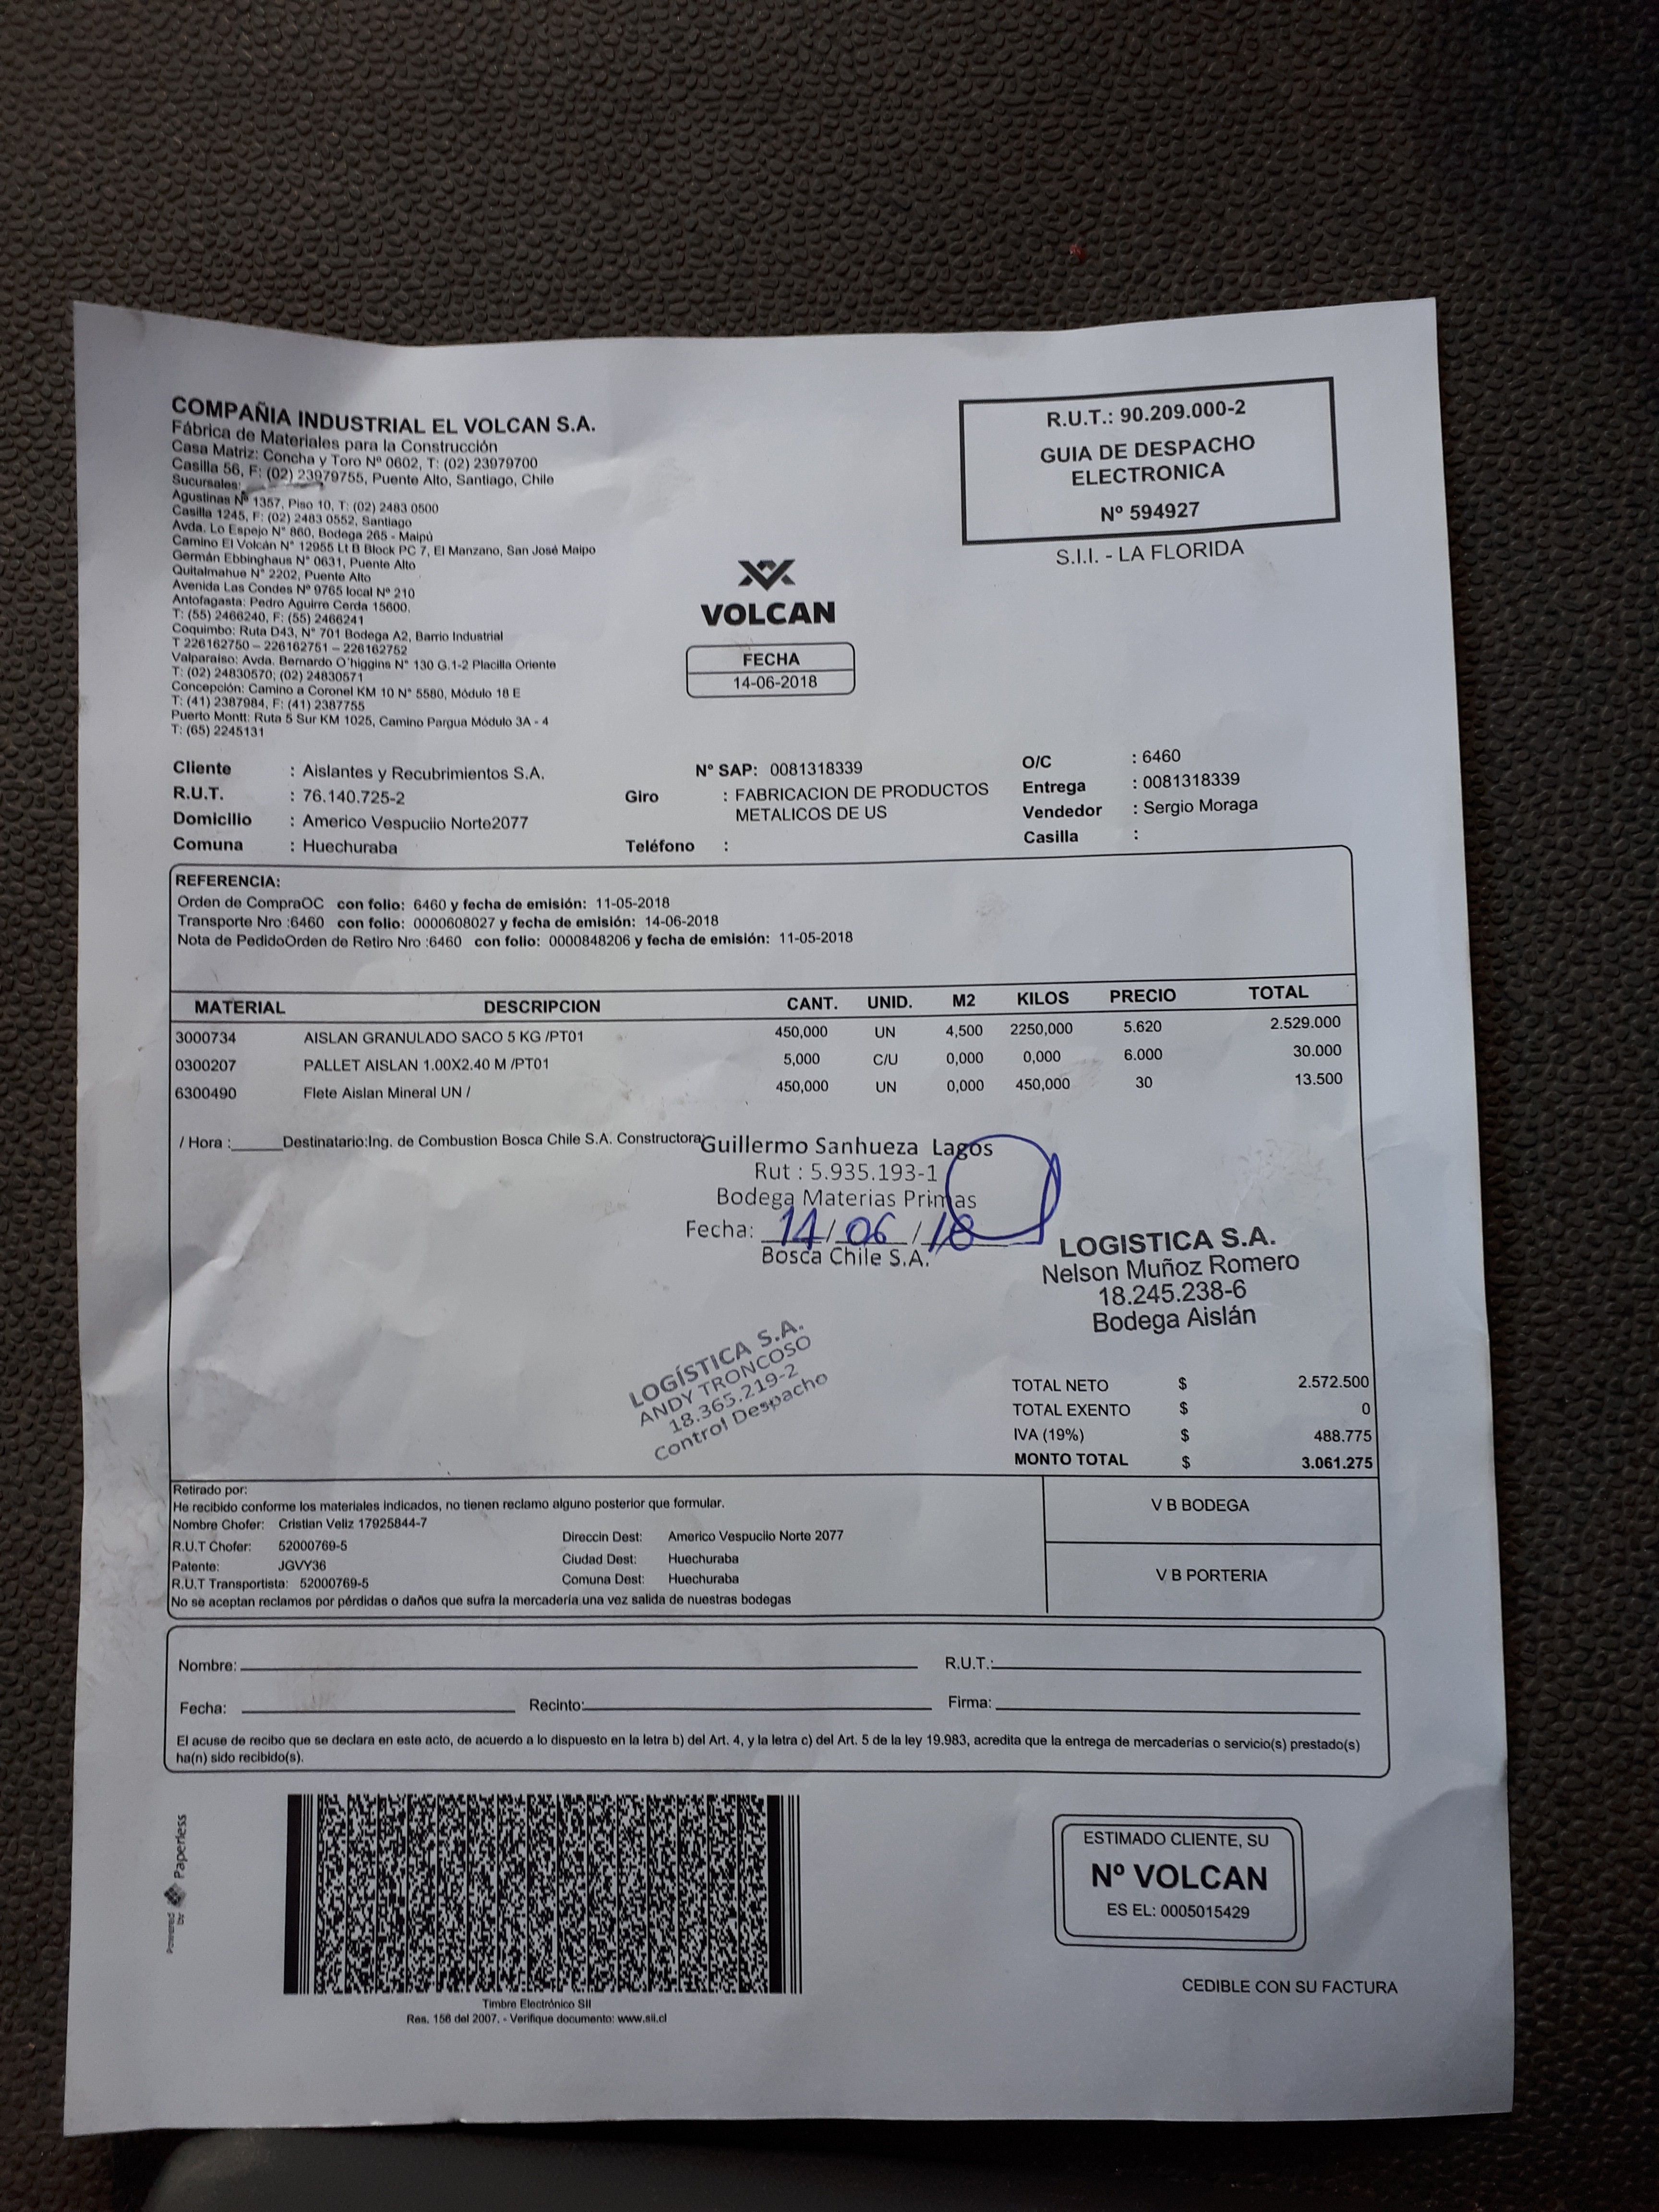 COMPAÑIA INDUSTRIAL EL VOLCAN S.A.
Fábrica de Materiales para la Construcción
Casa Matriz: Concha y Toro Nº 0602, T: (02) 23979700
Casilla 56, F: (02) 23979755, Puente Alto, Santiago, Chile
Sucursales:
Agustinas Nº 1357, Piso 10, T: (02) 2483 0500
Casilla 1245, F: (02) 2483 0552, Santiago
Avda. Lo Espejo N° 860, Bodega 265 - Maipú
Camino El Volcán N° 12955 Lt B Block PC 7, El Manzano, San José Maipo
Germán Ebbinghaus N° 0631, Puente Alto
Quitalmahue N° 2202, Puente Alto
Avenida Las Condes Nº 9765 local Nº 210
Antofagasta: Pedro Aguirre Cerda 15600.
T: (55) 2466240, F: (55) 2466241
Coquimbo: Ruta D43, N° 701 Bodega A2, Barrio Industrial
T 226162750 – 226162751 – 226162752
Valparaiso: Avda. Bernardo O'higgins N° 130 G.1-2 Placilla Oriente
T: (02) 24830570; (02) 24830571
Concepción: Camino a Coronel KM 10 N° 5580, Módulo 18 E
T: (41) 2387984, F: (41) 2387755
Puerto Montt: Ruta 5 Sur KM 1025, Camino Pargua Módulo 3A - 4
T: (65) 2245131
R.U.T.: 90.209.000-2
GUIA DE DESPACHO
ELECTRONICA
Nº 594927
S.I.I. - LA FLORIDA
VOLCAN
FECHA
14-06-2018
Cliente : Aislantes y Recubrimientos S.A.
R.U.T. : 76.140.725-2
Domicilio : Americo Vespuciio Norte2077
Comuna : Huechuraba
Nº SAP: 0081318339
Giro : FABRICACION DE PRODUCTOS
METALICOS DE US
Teléfono :
O/C : 6460
Entrega : 0081318339
Vendedor : Sergio Moraga
Casilla :
REFERENCIA:
Orden de CompraOC con folio: 6460 y fecha de emisión: 11-05-2018
Transporte Nro :6460 con folio: 0000608027 y fecha de emisión: 14-06-2018
Nota de PedidoOrden de Retiro Nro :6460 con folio: 0000848206 y fecha de emisión: 11-05-2018
MATERIAL DESCRIPCION CANT. UNID. M2 KILOS PRECIO TOTAL
3000734 AISLAN GRANULADO SACO 5 KG /PT01 450,000 UN 4,500 2250,000 5.620 2.529.000
0300207 PALLET AISLAN 1.00X2.40 M /PT01 5,000 C/U 0,000 0,000 6.000 30.000
6300490 Flete Aislan Mineral UN / 450,000 UN 0,000 450,000 30 13.500
/ Hora :______Destinatario:Ing. de Combustion Bosca Chile S.A. Constructora:
Guillermo Sanhueza Lagos
Rut : 5.935.193-1
Bodega Materias Primas
Fecha: 14/06/18
Bosca Chile S.A.
LOGISTICA S.A.
Nelson Muñoz Romero
18.245.238-6
Bodega Aislán
LOGÍSTICA S.A.
ANDY TRONCOSO
18.365.219-2
Control Despacho
TOTAL NETO $ 2.572.500
TOTAL EXENTO $ 0
IVA (19%) $ 488.775
MONTO TOTAL $ 3.061.275
Retirado por:
He recibido conforme los materiales indicados, no tienen reclamo alguno posterior que formular.
Nombre Chofer: Cristian Veliz 17925844-7
R.U.T Chofer: 52000769-5
Patente: JGVY36
R.U.T Transportista: 52000769-5
Direccin Dest: Americo Vespuciio Norte 2077
Ciudad Dest: Huechuraba
Comuna Dest: Huechuraba
No se aceptan reclamos por pérdidas o daños que sufra la mercadería una vez salida de nuestras bodegas
V B BODEGA
V B PORTERIA
Nombre: R.U.T.:
Fecha: Recinto: Firma:
El acuse de recibo que se declara en este acto, de acuerdo a lo dispuesto en la letra b) del Art. 4, y la letra c) del Art. 5 de la ley 19.983, acredita que la entrega de mercaderías o servicio(s) prestado(s)
ha(n) sido recibido(s).
Powered by Paperless
Timbre Electrónico SII
Res. 156 del 2007. - Verifique documento: www.sii.cl
ESTIMADO CLIENTE, SU
Nº VOLCAN
ES EL: 0005015429
CEDIBLE CON SU FACTURA